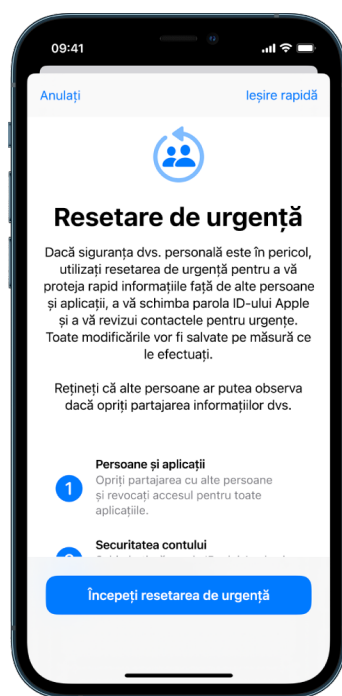 09:41
Anulați
Ieșire rapidă
Resetare de urgență
Dacă siguranța dvs. personală este în pericol,
utilizați resetarea de urgență pentru a vă
proteja rapid informațiile față de alte persoane
și aplicații, a vă schimba parola ID-ului Apple
și a vă revizui contactele pentru urgențe.
Toate modificările vor fi salvate pe măsură ce
le efectuați.
Rețineți că alte persoane ar putea observa
dacă opriți partajarea informațiilor dvs.
1
Persoane și aplicații
Opriți partajarea cu alte persoane
și revocați accesul pentru toate
aplicațiile.
Securitatea contului
Începeți resetarea de urgență